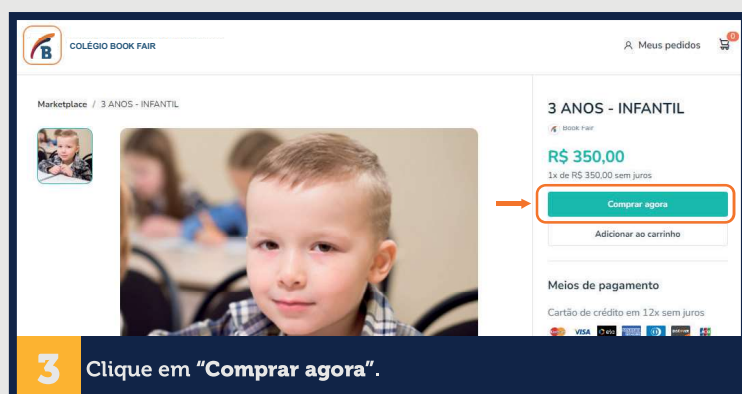 B
COLÉGIO BOOK FAIR
Meus pedidos
0
Marketplace / 3 ANOS - INFANTIL
3 ANOS - INFANTIL
Book Fair
R$ 350,00
1x de R$ 350,00 sem juros
Comprar agora
Adicionar ao carrinho
Meios de pagamento
Cartão de crédito em 12x sem juros
VISA elo
3 Clique em “Comprar agora”.